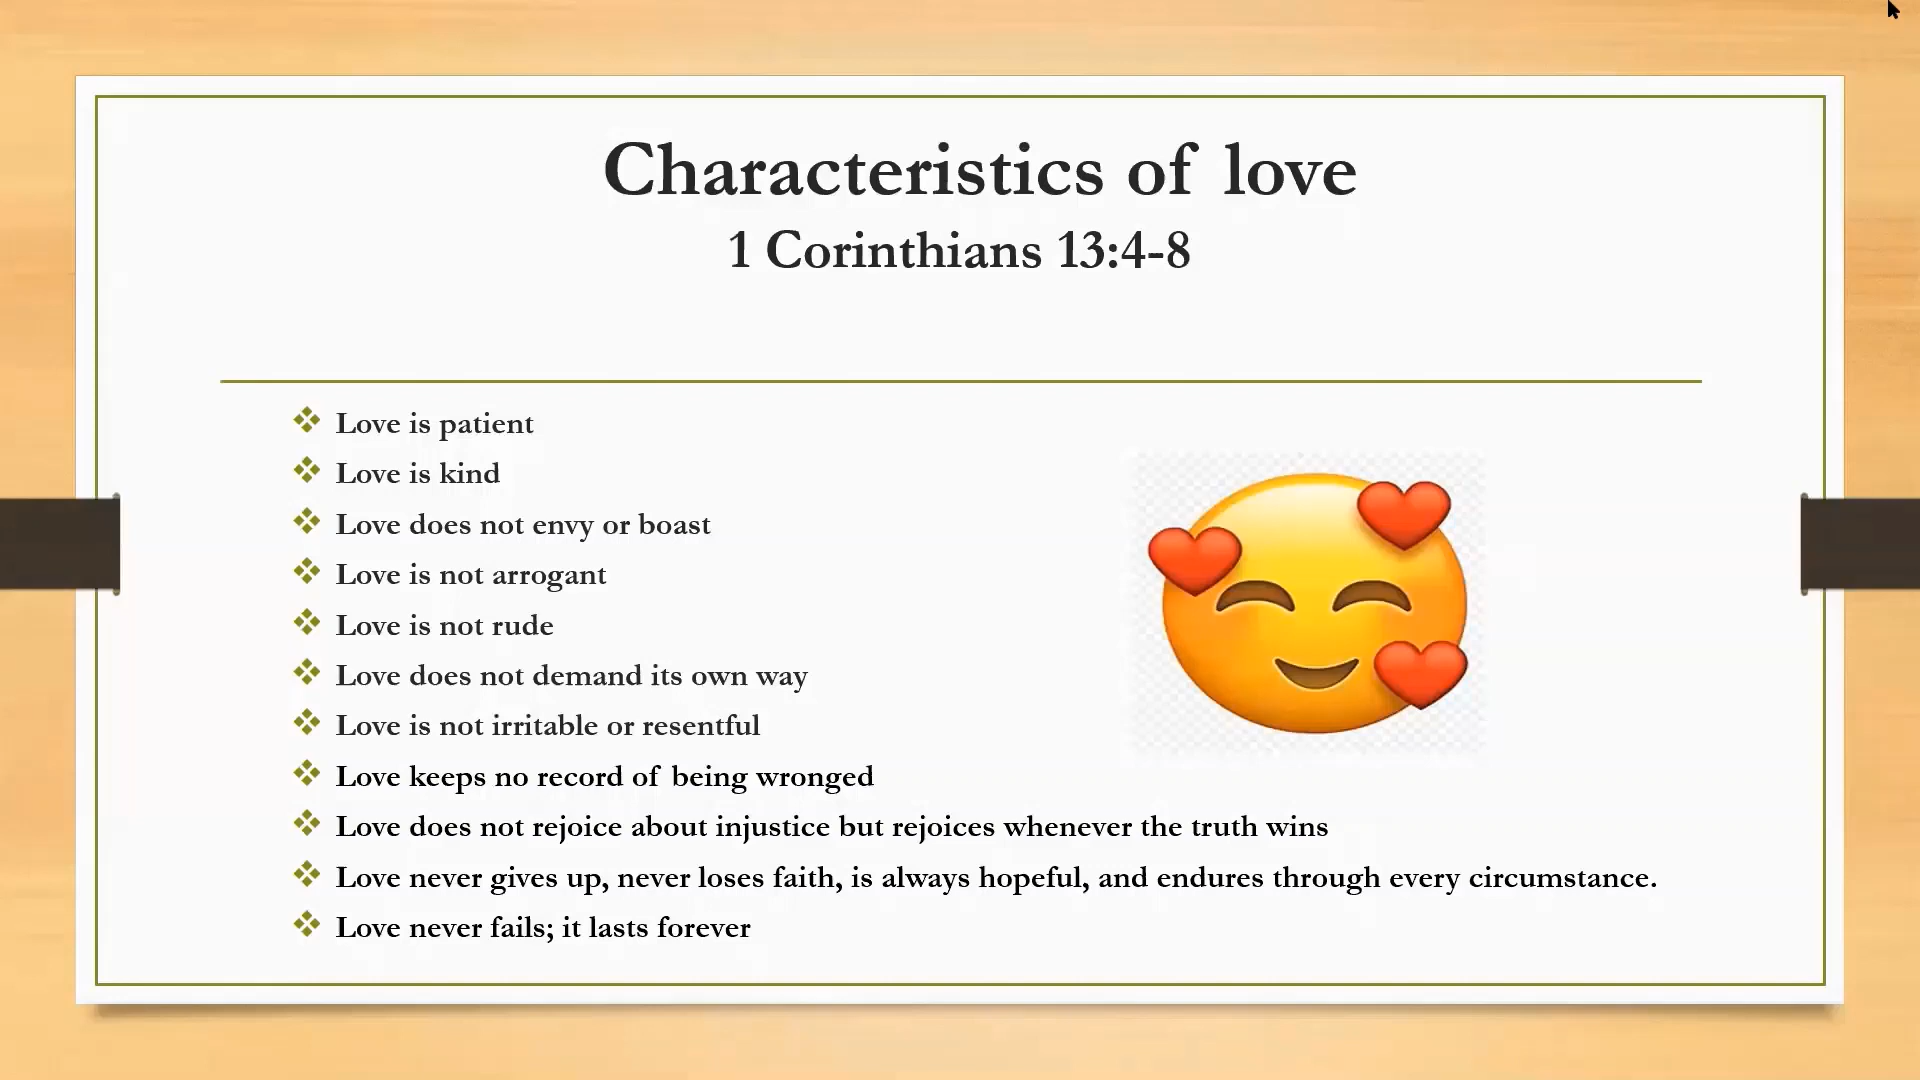 Characteristics of love
1 Corinthians 13:4-8
Love is patient
Love is kind
Love does not envy or boast
Love is not arrogant
Love is not rude
Love does not demand its own way
Love is not irritable or resentful
Love keeps no record of being wronged
Love does not rejoice about injustice but rejoices whenever the truth wins
Love never gives up, never loses faith, is always hopeful, and endures through every circumstance.
Love never fails; it lasts forever